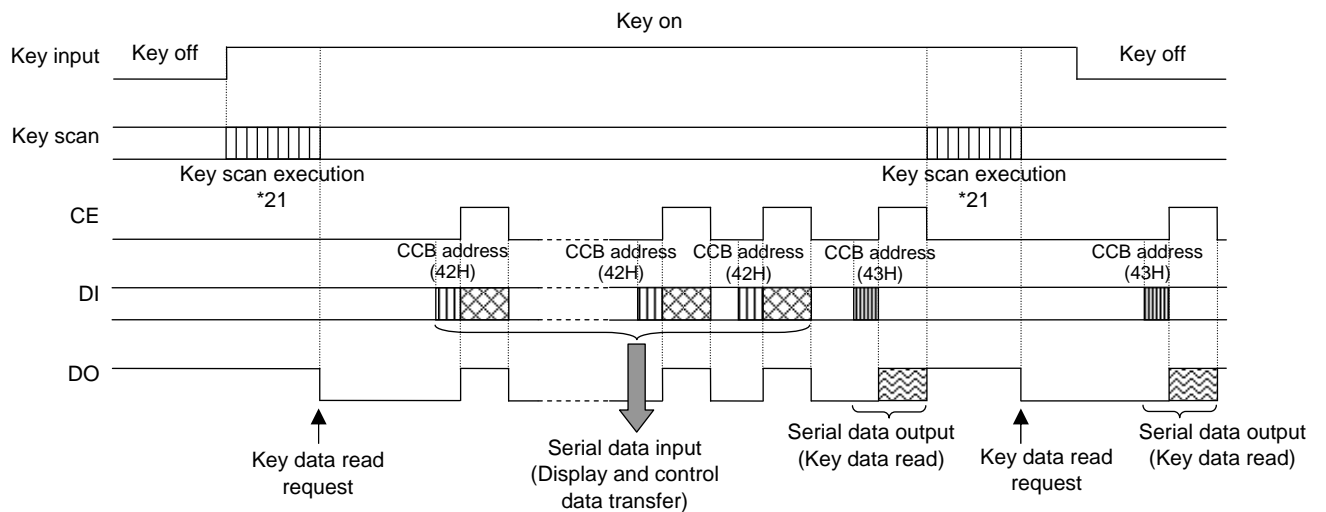 Key on
Key input
Key off
Key off
Key scan
Key scan execution
*21
Key scan execution
*21
CE
CCB address
(42H)
CCB address
(42H)
CCB address
(42H)
CCB address
(43H)
CCB address
(43H)
DI
DO
Key data read
request
Serial data input
(Display and control
data transfer)
Serial data output
(Key data read)
Key data read
request
Serial data output
(Key data read)